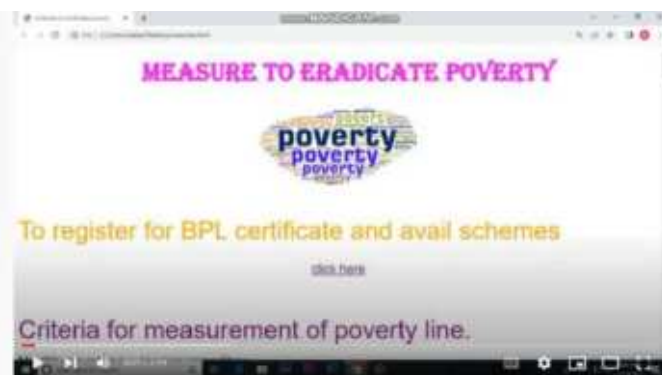 MEASURE TO ERADICATE POVERTY
poverty
poverty
poverty
To register for BPL certificate and avail schemes
click here
Criteria for measurement of poverty line.